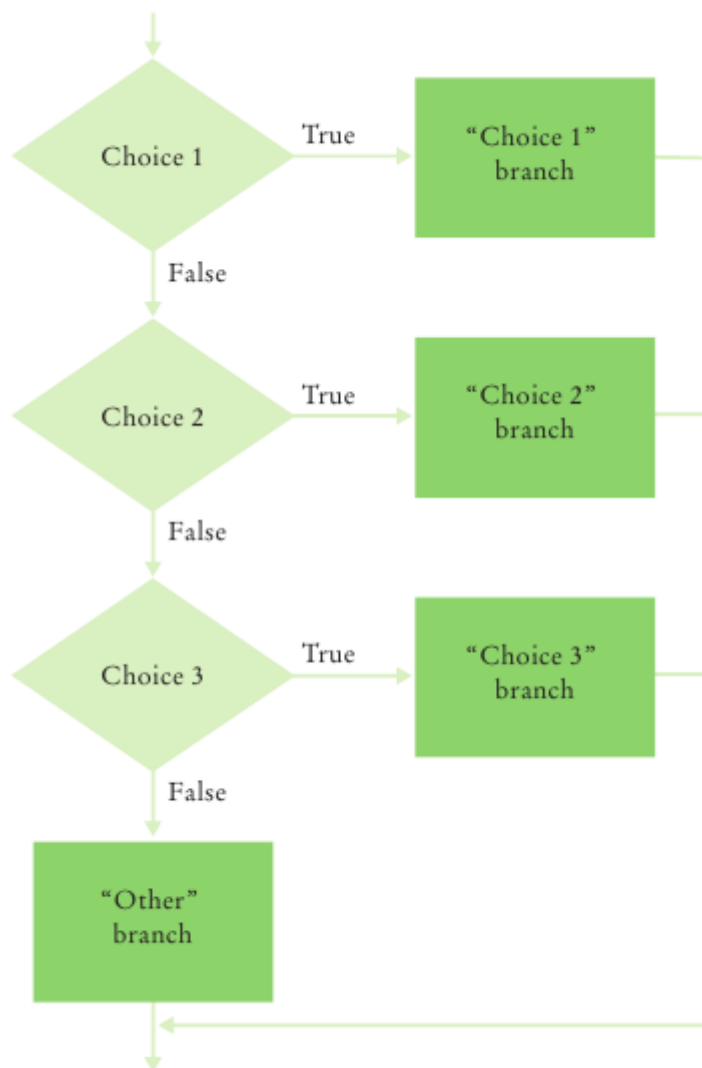 Choice 1
True
“Choice 1”
branch
False
Choice 2
True
“Choice 2”
branch
False
Choice 3
True
“Choice 3”
branch
False
“Other”
branch